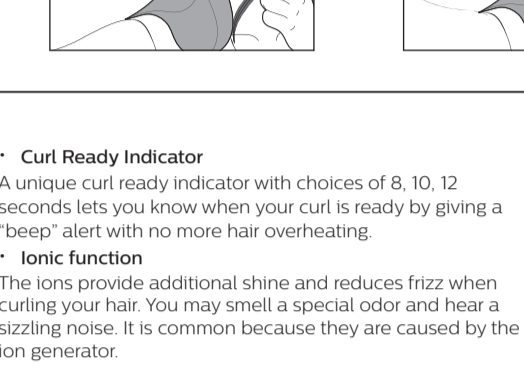 · Curl Ready Indicator
A unique curl ready indicator with choices of 8, 10, 12
seconds lets you know when your curl is ready by giving a
“beep” alert with no more hair overheating.
· Ionic function
The ions provide additional shine and reduces frizz when
curling your hair. You may smell a special odor and hear a
sizzling noise. It is common because they are caused by the
ion generator.